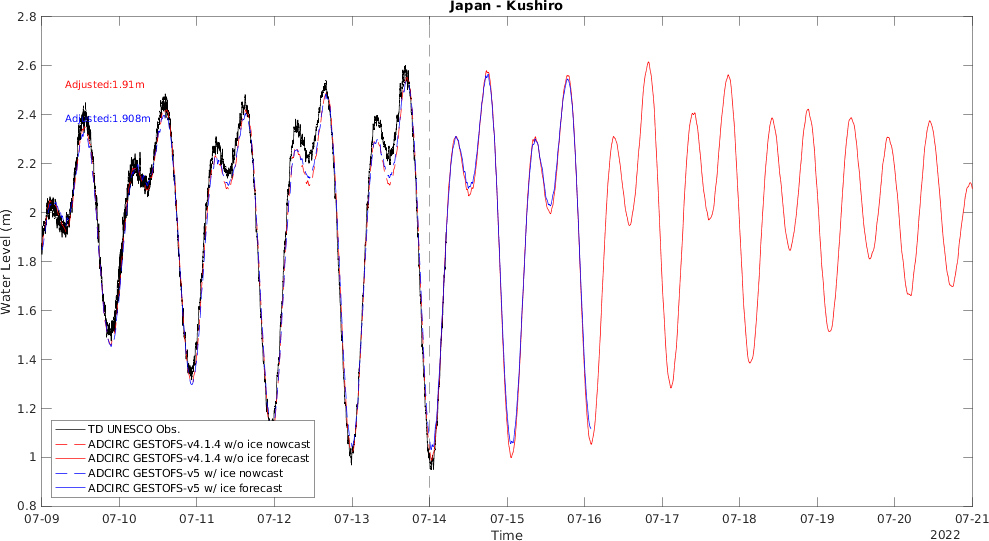 Japan - Kushiro
2.8
2.6
2.4
2.2
2
1.8
1.6
1.4
1.2
1
0.8
Water Level (m)
Adjusted:1.91m
Adjusted:1.908m
TD UNESCO Obs.
ADCIRC GESTOFS-v4.1.4 w/o ice nowcast
ADCIRC GESTOFS-v4.1.4 w/o ice forecast
ADCIRC GESTOFS-v5 w/ ice nowcast
ADCIRC GESTOFS-v5 w/ ice forecast
07-09 07-10 07-11 07-12 07-13 07-14 07-15 07-16 07-17 07-18 07-19 07-20 07-21
Time
2022